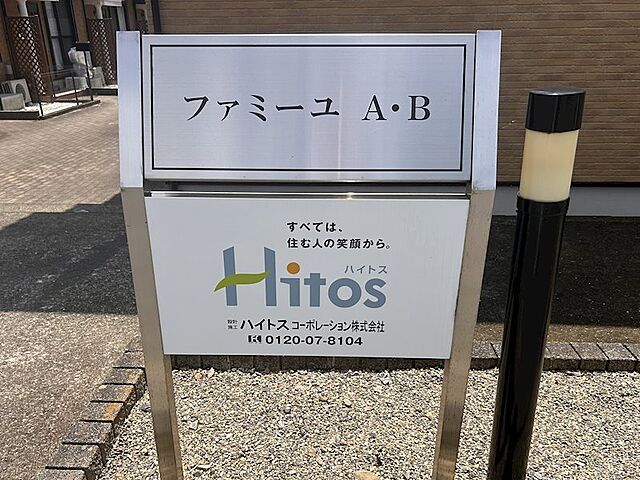 ファミーユ A・B
すべては、
住む人の笑顔から。
ハイトス
Hitos
設計
施工
ハイトスコーポレーション株式会社
0120-07-8104